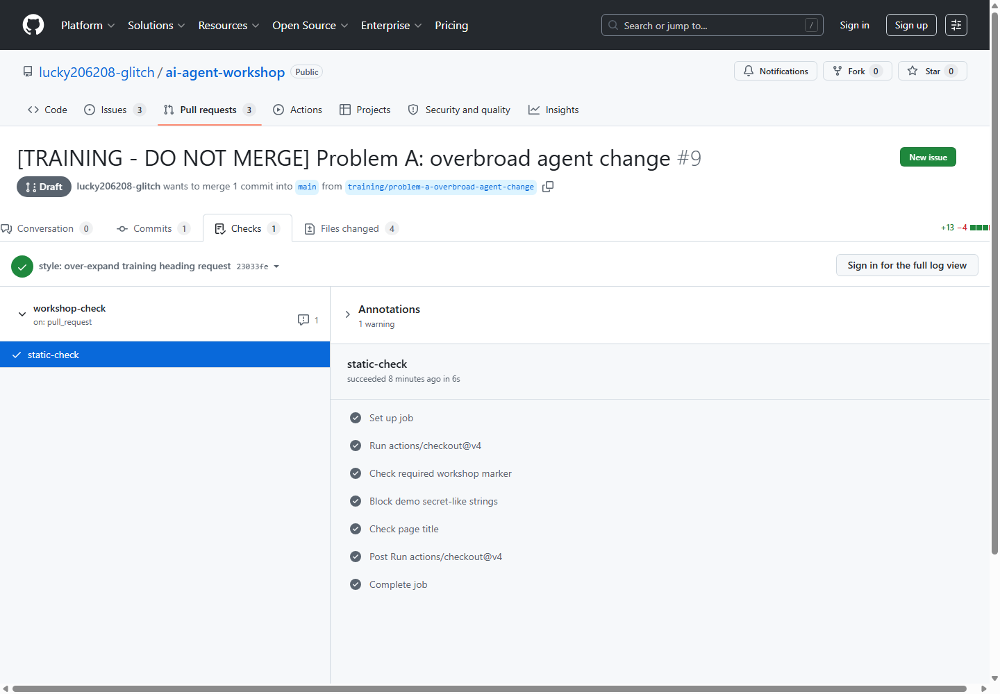 Platform Solutions Resources Open Source Enterprise Pricing Search or jump to... / Sign in Sign up
lucky206208-glitch / ai-agent-workshop Public Notifications Fork 0 Star 0
Code Issues 3 Pull requests 3 Actions Projects Security and quality Insights
[TRAINING - DO NOT MERGE] Problem A: overbroad agent change #9 New issue
Draft lucky206208-glitch wants to merge 1 commit into main from training/problem-a-overbroad-agent-change
Conversation 0 Commits 1 Checks 1 Files changed 4 +13 −4
style: over-expand training heading request 23033fe Sign in for the full log view
workshop-check
on: pull_request
1
static-check
Annotations
1 warning
static-check
succeeded 8 minutes ago in 6s
Set up job
Run actions/checkout@v4
Check required workshop marker
Block demo secret-like strings
Check page title
Post Run actions/checkout@v4
Complete job